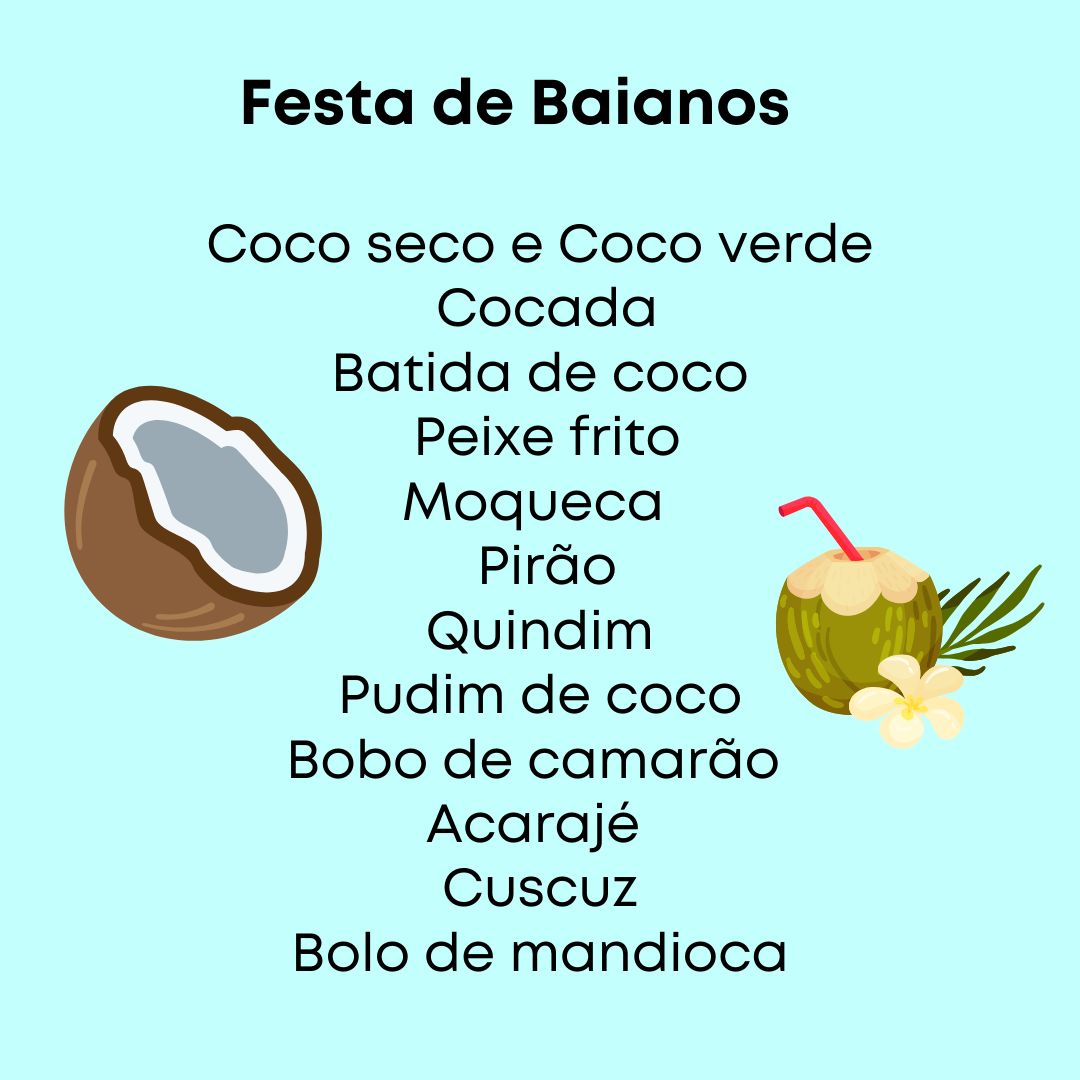 Festa de Baianos
Coco seco e Coco verde
Cocada
Batida de coco
Peixe frito
Moqueca
Pirão
Quindim
Pudim de coco
Bobo de camarão
Acarajé
Cuscuz
Bolo de mandioca